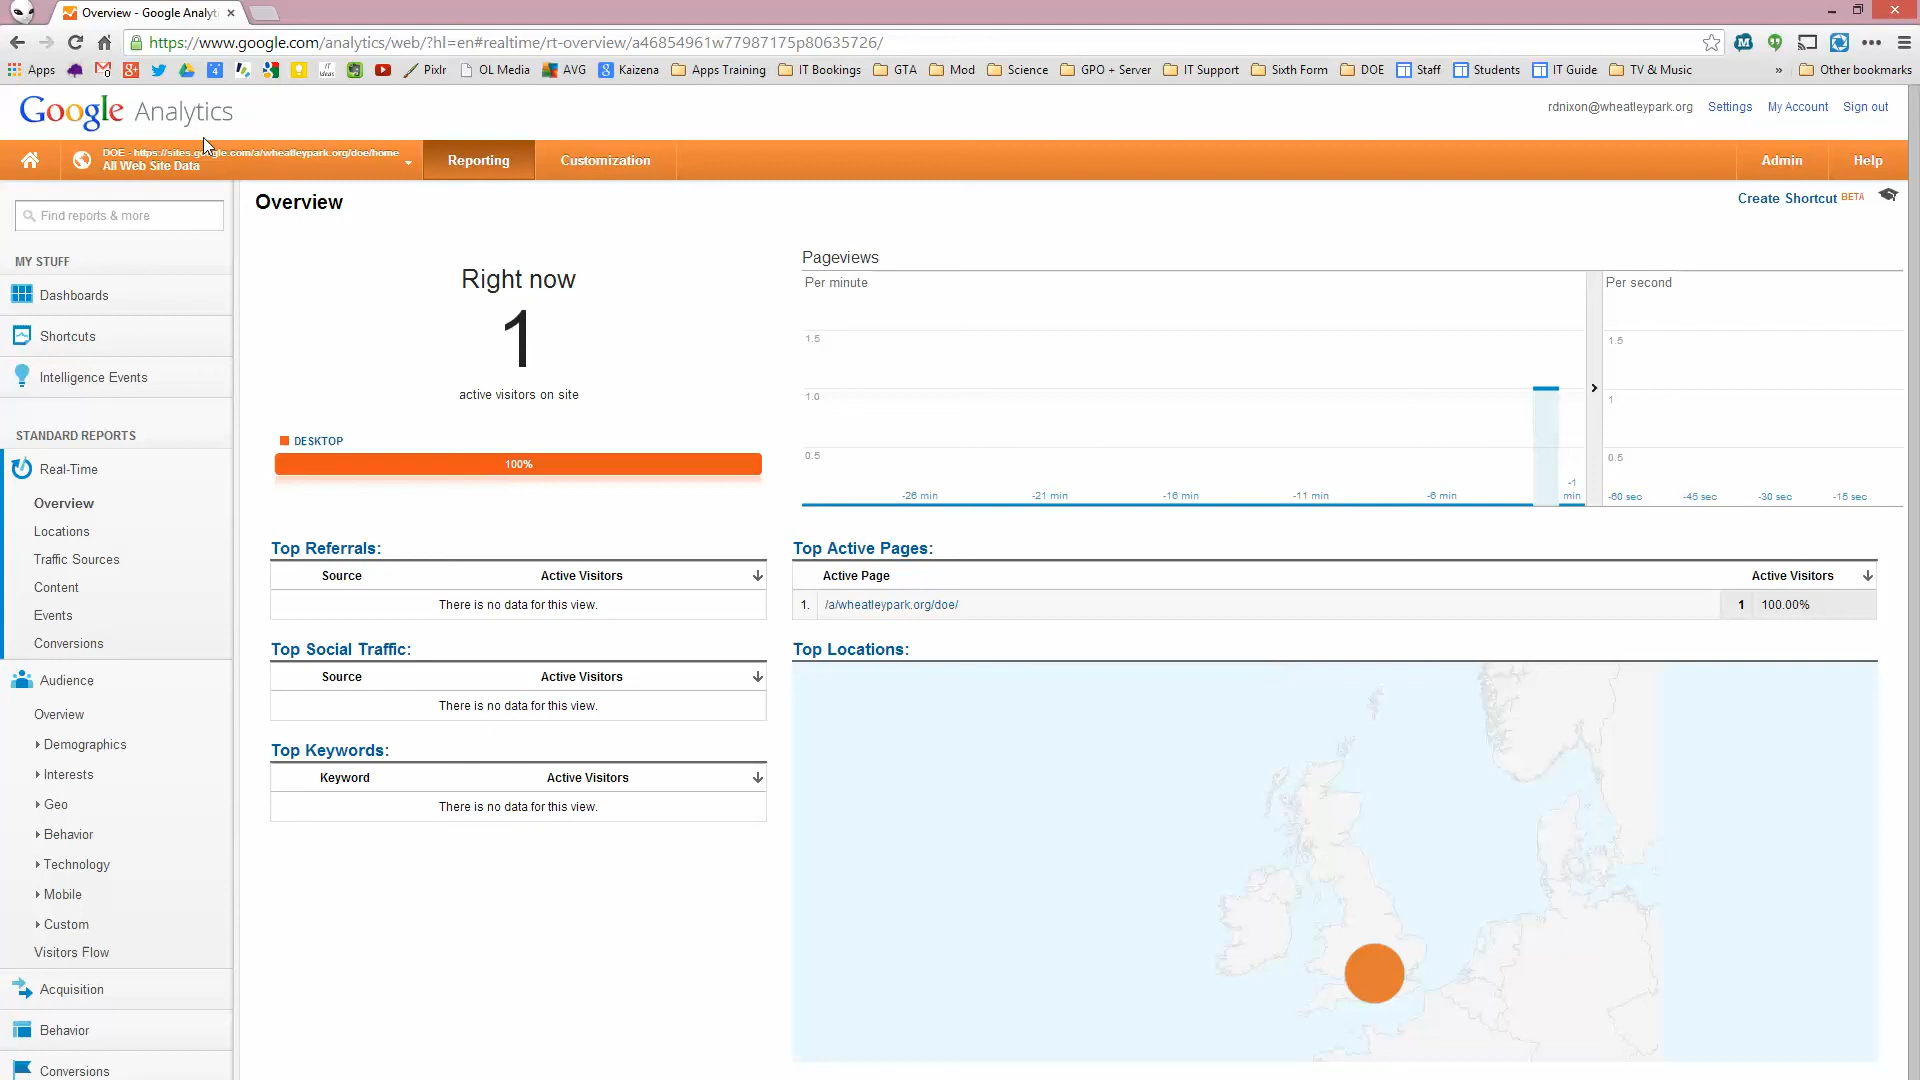 Overview - Google Analyti
https://www.google.com/analytics/web/?hl=en#realtime/rt-overview/a46854961w77987175p80635726/
Apps Pixlr OL Media AVG Kaizena Apps Training IT Bookings GTA Mod Science GPO + Server IT Support Sixth Form DOE Staff Students IT Guide TV & Music » Other bookmarks
Google Analytics
rdnixon@wheatleypark.org Settings My Account Sign out
DOE - https://sites.google.com/a/wheatleypark.org/doe/home
All Web Site Data
Reporting Customization Admin Help
Find reports & more
MY STUFF
Dashboards
Shortcuts
Intelligence Events
STANDARD REPORTS
Real-Time
Overview
Locations
Traffic Sources
Content
Events
Conversions
Audience
Overview
Demographics
Interests
Geo
Behavior
Technology
Mobile
Custom
Visitors Flow
Acquisition
Behavior
Conversions
Overview
Create Shortcut BETA
Right now
1
active visitors on site
DESKTOP
100%
Pageviews
Per minute
1.5
1.0
0.5
-26 min -21 min -16 min -11 min -6 min -1 min
Per second
1.5
1
0.5
-60 sec -45 sec -30 sec -15 sec
Top Referrals:
Source Active Visitors
There is no data for this view.
Top Social Traffic:
Source Active Visitors
There is no data for this view.
Top Keywords:
Keyword Active Visitors
There is no data for this view.
Top Active Pages:
Active Page Active Visitors
1. /a/wheatleypark.org/doe/ 1 100.00%
Top Locations: